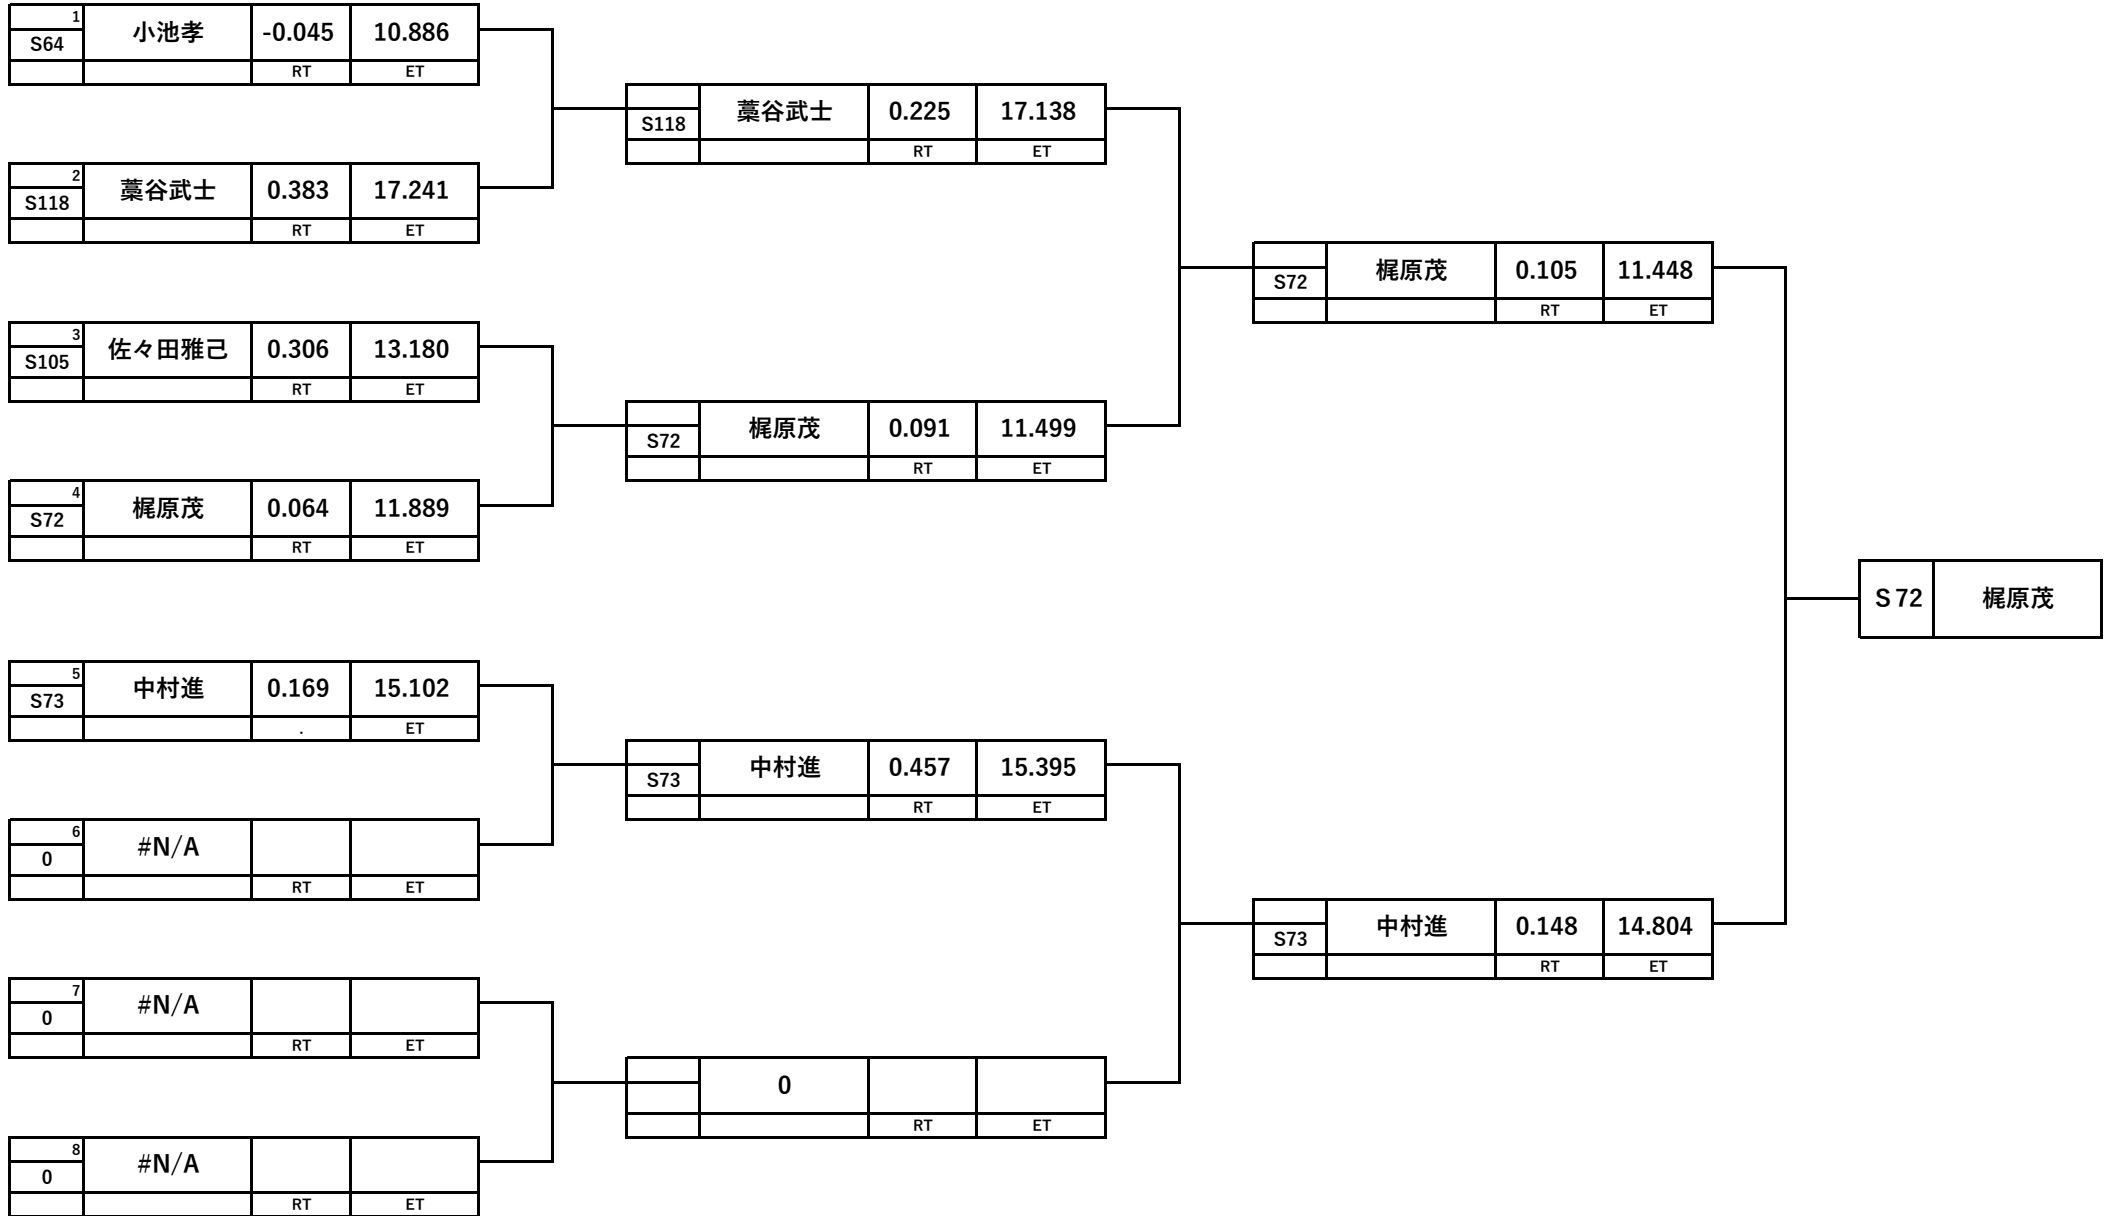 1
S64 小池孝 -0.045 10.886
RT ET
2
S118 藁谷武士 0.383 17.241
RT ET
3
S105 佐々田雅己 0.306 13.180
RT ET
4
S72 梶原茂 0.064 11.889
RT ET
5
S73 中村進 0.169 15.102
. ET
6
0 #N/A
RT ET
7
0 #N/A
RT ET
8
0 #N/A
RT ET
S118 藁谷武士 0.225 17.138
RT ET
S72 梶原茂 0.091 11.499
RT ET
S73 中村進 0.457 15.395
RT ET
0
RT ET
S72 梶原茂 0.105 11.448
RT ET
S73 中村進 0.148 14.804
RT ET
S72 梶原茂